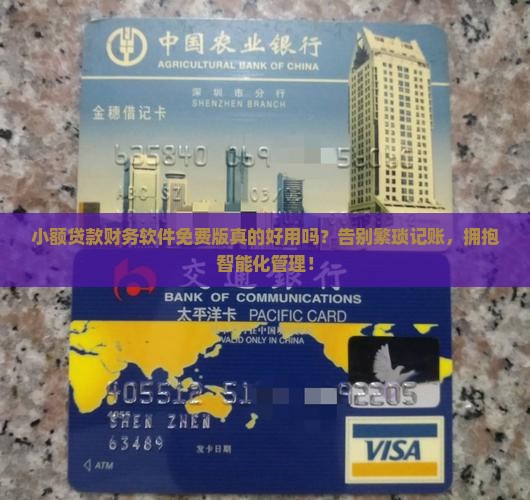 中国农业银行
AGRICULTURAL BANK OF CHINA
深圳市分行
SHENZHEN BRANCH
金穗借记卡
小额贷款财务软件免费版真的好用吗？告别繁琐记账，拥抱
智能化管理！
交通银行
BANK OF COMMUNICATIONS
太平洋卡 PACIFIC CARD
VALID ONLY IN CHINA
SHEN ZHEN
63489
发卡日期
ATM
VISA